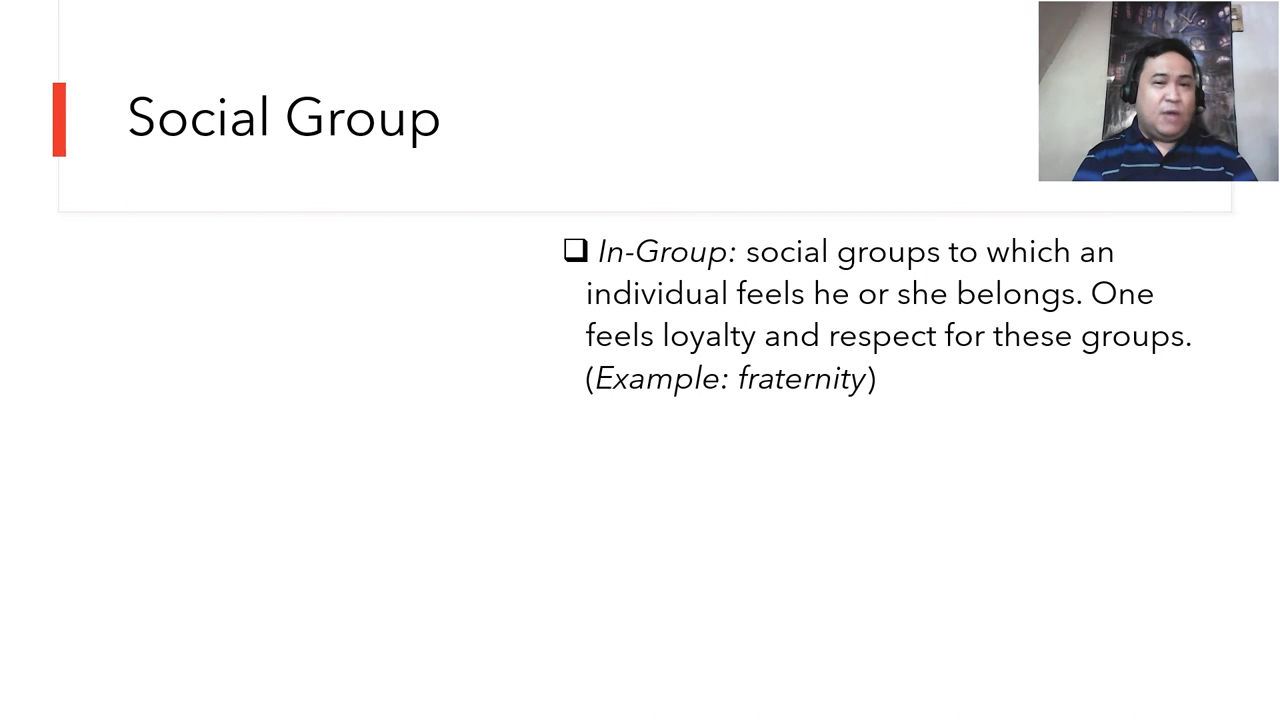 Social Group
In-Group: social groups to which an
individual feels he or she belongs. One
feels loyalty and respect for these groups.
(Example: fraternity)